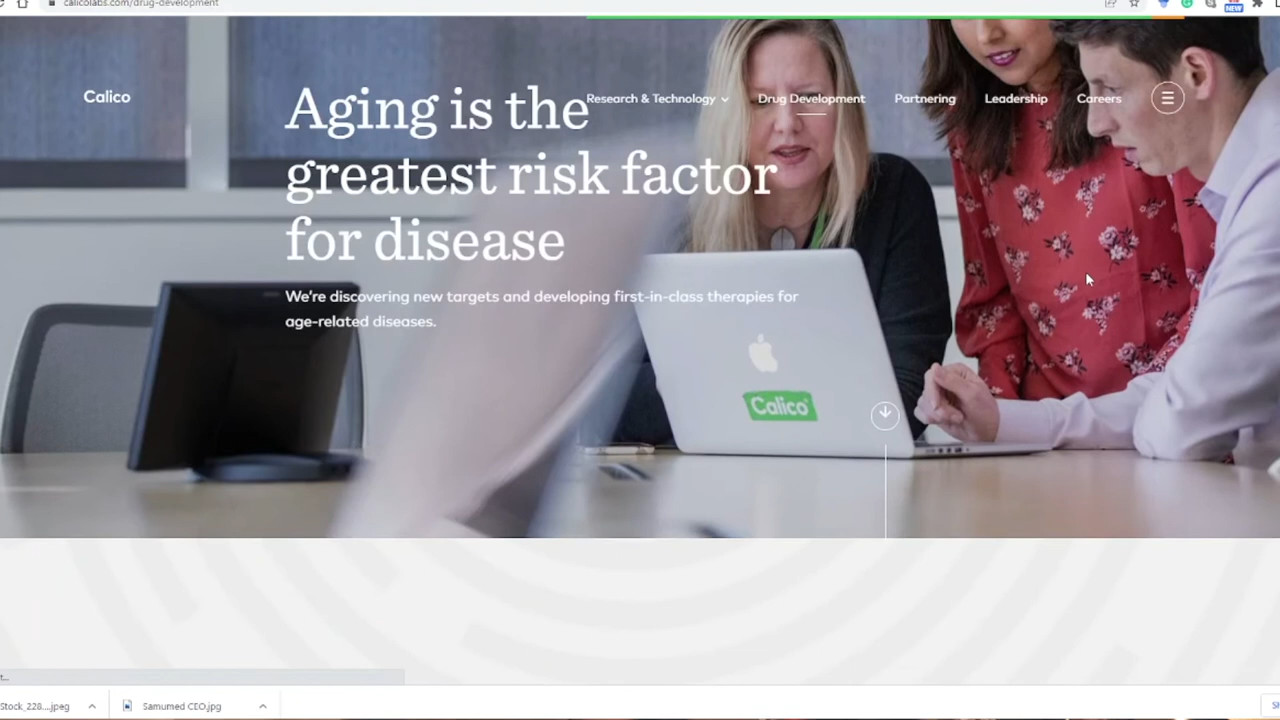 calicolabs.com/drug-development
NEW
Calico
Research & Technology
Drug Development
Partnering
Leadership
Careers
Aging is the
greatest risk factor
for disease
We're discovering new targets and developing first-in-class therapies for
age-related diseases.
Calico
Stock_228....jpeg
Samumed CEO.jpg